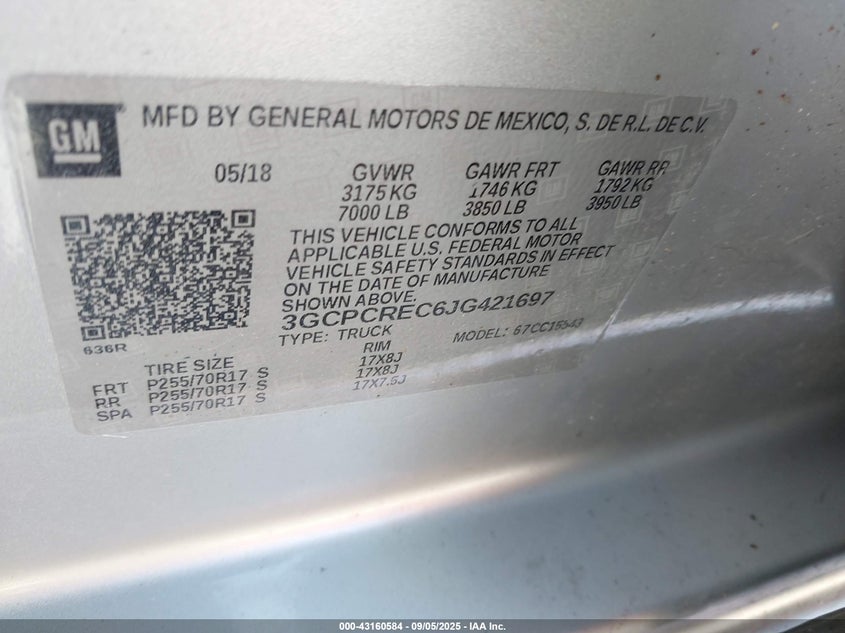 GM
MFD BY GENERAL MOTORS DE MEXICO, S. DE R.L. DE C.V.
05/18 GVWR GAWR FRT GAWR RR
3175 KG 1746 KG 1792 KG
7000 LB 3850 LB 3950 LB
THIS VEHICLE CONFORMS TO ALL
APPLICABLE U.S. FEDERAL MOTOR
VEHICLE SAFETY STANDARDS IN EFFECT
ON THE DATE OF MANUFACTURE
SHOWN ABOVE.
3GCPCREC6JG421697
TYPE: TRUCK MODEL: 67CC15543
636R
TIRE SIZE RIM
FRT P255/70R17 S 17X8J
RR P255/70R17 S 17X8J
SPA P255/70R17 S 17X7.5J
000-43160584 - 09/05/2025 - IAA Inc.